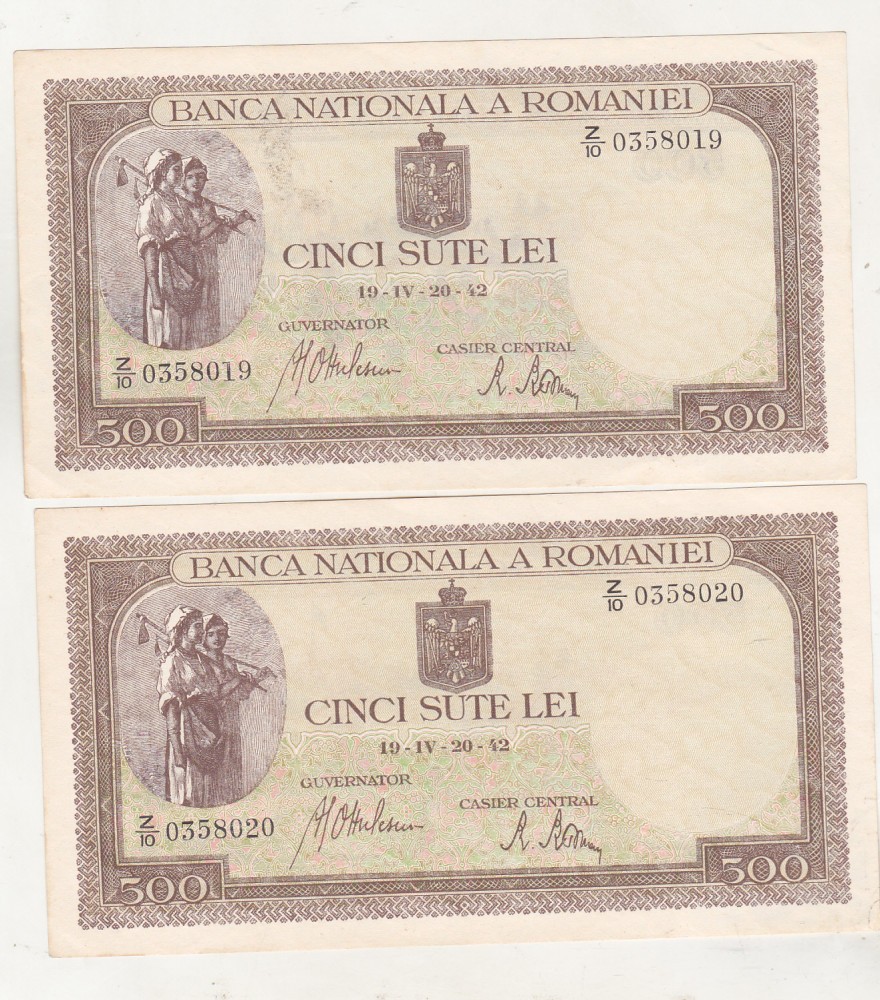 BANCA NATIONALA A ROMANIEI
Z/10 0358019
CINCI SUTE LEI
19-IV-20-42
GUVERNATOR
CASIER CENTRAL
Z/10 0358019
500 500
BANCA NATIONALA A ROMANIEI
Z/10 0358020
CINCI SUTE LEI
19-IV-20-42
GUVERNATOR
CASIER CENTRAL
Z/10 0358020
500 500